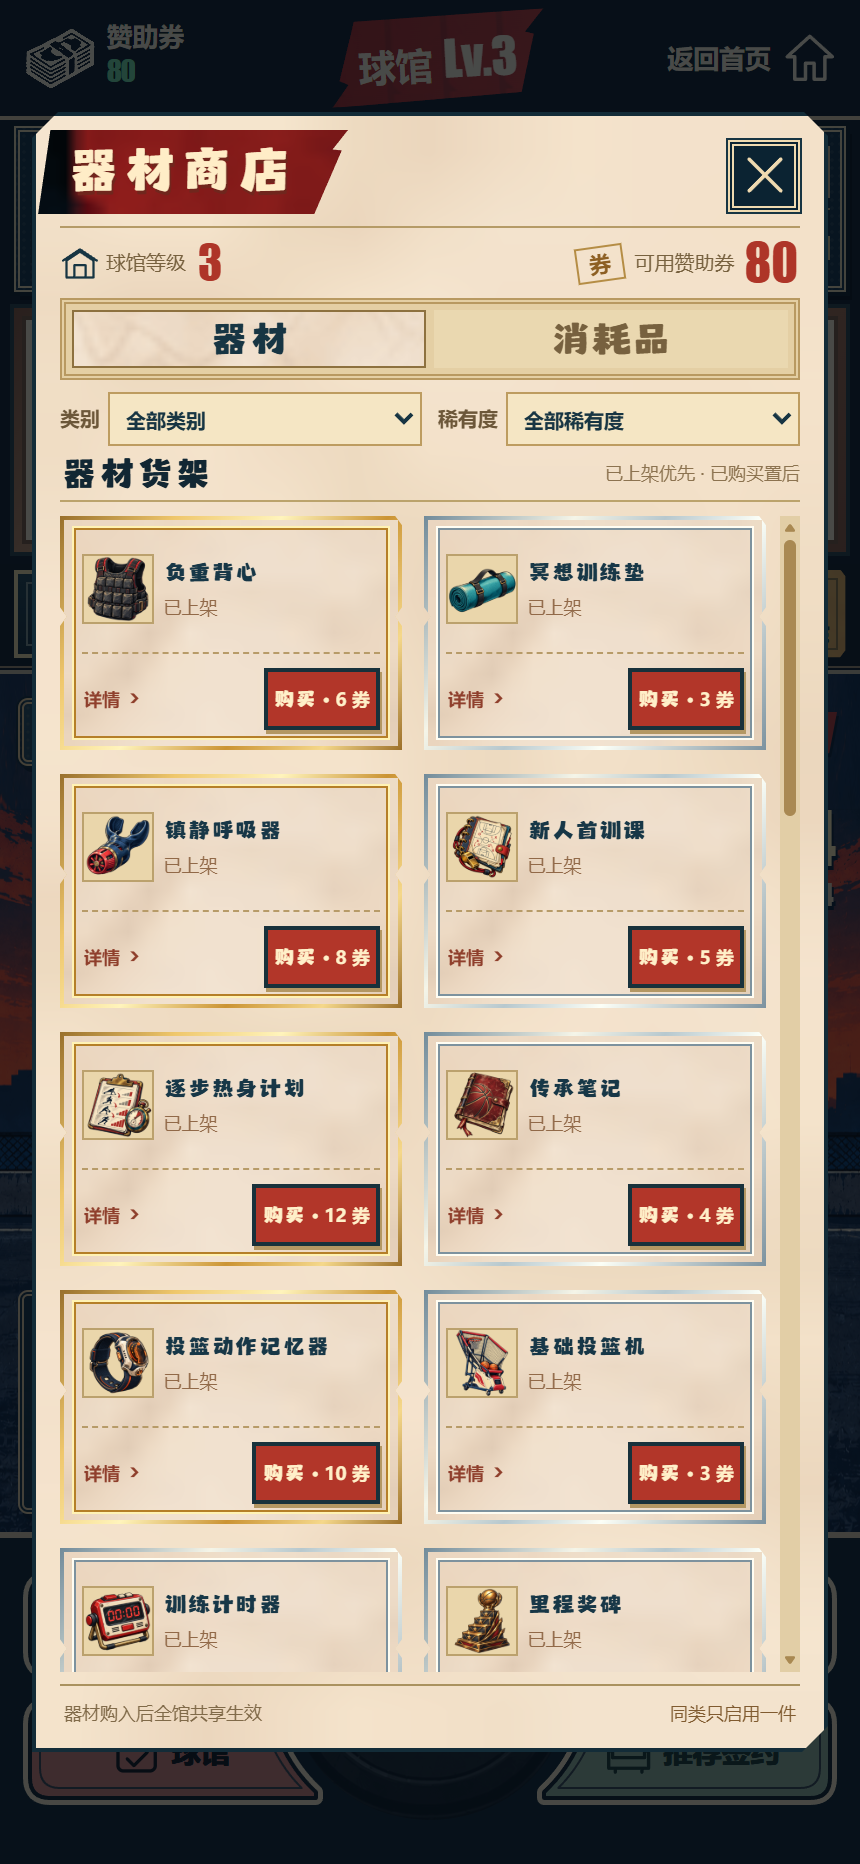 赞助券
80
球馆 Lv.3
返回首页
器材商店
球馆等级 3
券 可用赞助券 80
器材
消耗品
类别 全部类别
稀有度 全部稀有度
器材货架
已上架优先 · 已购买置后
负重背心
已上架
详情 >
购买 • 6 券
冥想训练垫
已上架
详情 >
购买 • 3 券
镇静呼吸器
已上架
详情 >
购买 • 8 券
新人首训课
已上架
详情 >
购买 • 5 券
逐步热身计划
已上架
详情 >
购买 • 12 券
传承笔记
已上架
详情 >
购买 • 4 券
投篮动作记忆器
已上架
详情 >
购买 • 10 券
基础投篮机
已上架
详情 >
购买 • 3 券
00:00
训练计时器
已上架
里程奖碑
已上架
器材购入后全馆共享生效
同类只启用一件
球馆
推荐签约